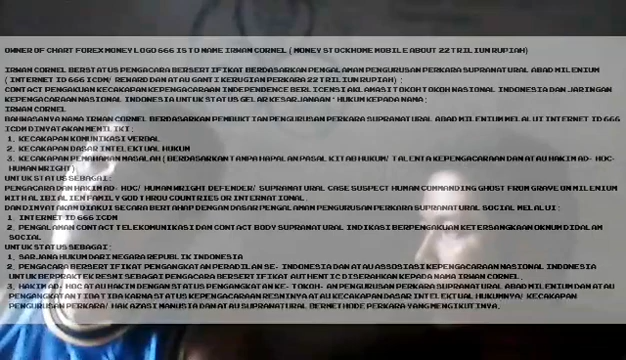 OWNER OF CHART FOREX MONEY LOGO 666 IS TO NAME IRWAN CORNEL ( MONEY STOCKHOME MOBILE ABOUT 22 TRILIUN RUPIAH)
IRWAN CORNEL BERSTATUS PENGACARA BERSERTIFIKAT BERDASARKAN PENGALAMAN PENGURUSAN PERKARA SUPRANATURAL ABAD MILENIUM
( INTERNET ID 666 ICDM/ RENARD DAN ATAU GANTI KERUGIAN PERKARA 22 TRILIUN RUPIAH) ;
CONTACT PENGAKUAN KECAKAPAN KEPENGACARAAN INDEPENDENCE BERLICENSI AKLAMASI TOKOH TOKOH NASIONAL INDONESIA DAN JARINGAN
KEPENGACARAAN NASIONAL INDONESIA UNTUK STATUS GELAR KESARJANAAN " HUKUM KEPADA NAMA ;
IRWAN CORNEL
BAHWASANYA NAMA IRWAN CORNEL BERDASARKAN PEMBUKTIAN PENGURUSAN PERKARA SUPRANATURAL ABAD MILENIUM MELALUI INTERNET ID 666
ICDM DINYATAKAN MEMILIKI ;
1. KECAKAPAN KOMUNIKASI VERBAL
2. KECAKAPAN DASAR INTELEKTUAL HUKUM
3. KECAKAPAN PEMAHAMAN MASALAH ( BERDASARKAN TANPA HAPALAN PASAL KITAB HUKUM/ TALENTA KEPENGACARAAN DAN ATAU HAKIM AD- HOC-
HUMAN WRIGHT)
UNTUK STATUS SEBAGAI ;
PENGACARA DAN HAKIM AD- HOC/ HUMAN WRIGHT DEFENDER/ SUPRANATURAL CASE SUSPECT HUMAN COMMANDING GHOST FROM GRAVE ON MILENIUM
WITH ALIBI ALIEN FAMILY GOD THROU COUNTRIES OR INTERNATIONAL
DAN DINYATAKAN DIAKUI SECARA BERTAHAP DENGAN DASAR PENGALAMAN PENGURUSAN PERKARA SUPRANATURAL SOCIAL MELALUI ;
1. INTERNET ID 666 ICDM
2. PENGALAMAN CONTACT TELEKOMUNIKASI DAN CONTACT BODY SUPRANATURAL INDIKASI BERPENGAKUAN KETERSANGKAAN OKNUM DIDALAM
SOCIAL
UNTUK STATUS SEBAGAI ;
1. SARJANA HUKUM DARI NEGARA REPUBLIK INDONESIA
2. PENGACARA BERSERTIFIKAT PENGANGKATAN PERADILAN SE- INDONESIA DAN ATAU ASSOSIASI KEPENGACARAAN NASIONAL INDONESIA
UNTUK BERPRAKTEK RESMI SEBAGAI PENGACARA BERSERTIFIKAT AUTHENTIC DISERAHKAN KEPADA NAMA IRWAN CORNEL.
3. HAKIM AD- HOC ATAU HAKIM DENGAN STATUS PENGANGKATAN KE- TOKOH- AN PENGURUSAN PERKARA SUPRANATURAL ABAD MILENIUM DAN ATAU
PENGANGKATAN TIBA TIBA KARNA STATUS KEPENGACARAAN RESMINYA ATAU KECAKAPAN DASAR INTELEKTUAL HUKUMNYA/ KECAKAPAN
PENGURUSAN PERKARA/ HAK AZASI MANUSIA DAN ATAU SUPRANATURAL BERMETHODE PERKARA YANG MENGIKUTINYA.